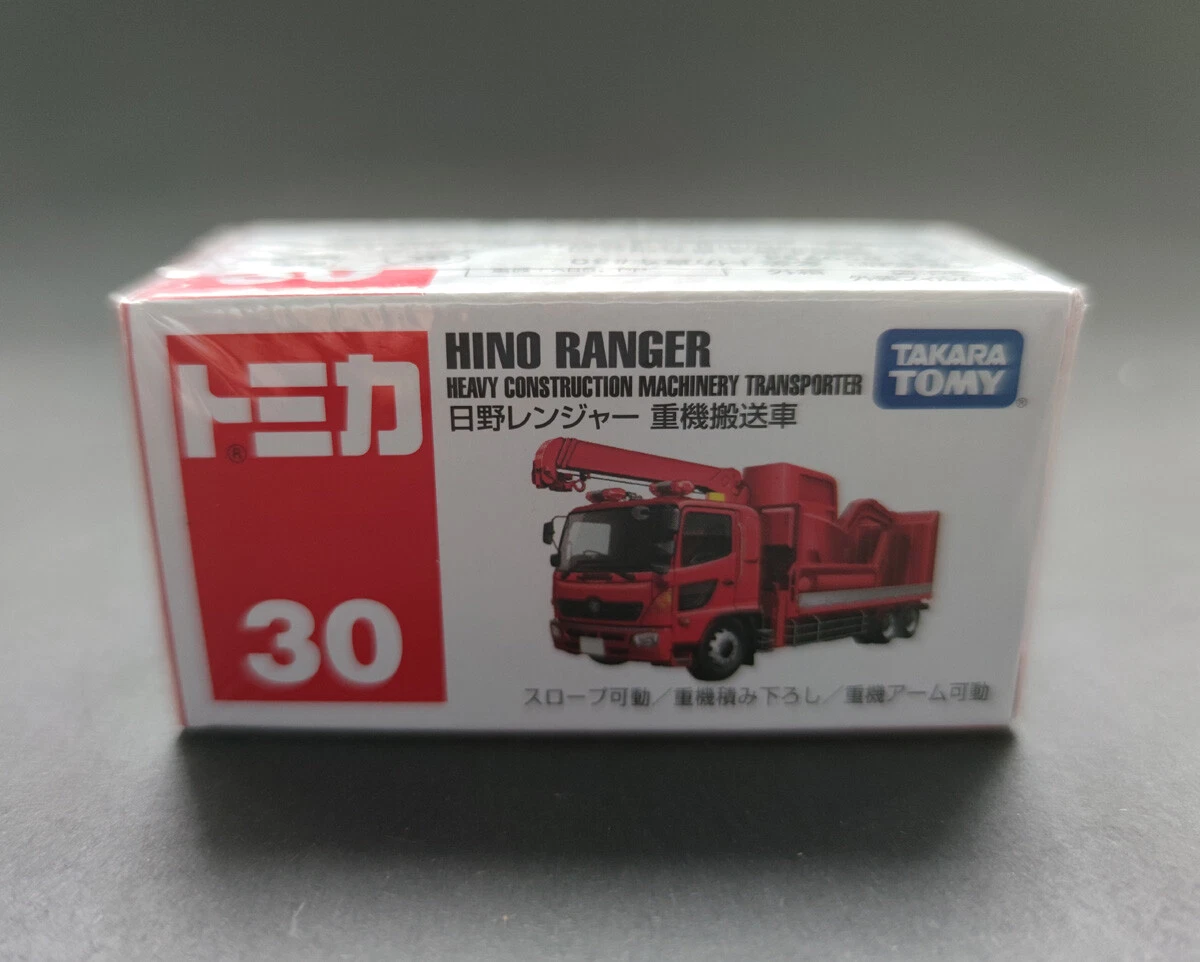 トミカ®
30
HINO RANGER
HEAVY CONSTRUCTION MACHINERY TRANSPORTER
日野レンジャー 重機搬送車
TAKARA
TOMY®
スロープ可動／重機積み下ろし／重機アーム可動